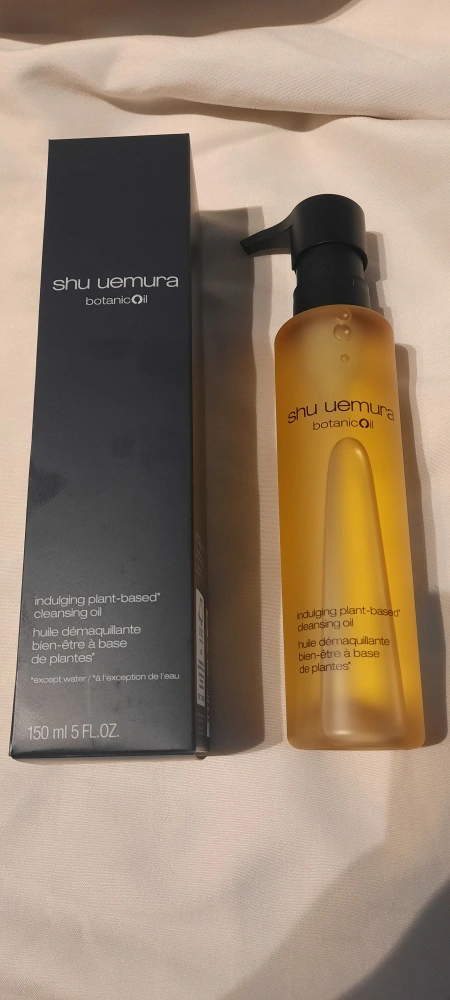 shu uemura
botanicOil
indulging plant-based*
cleansing oil
huile démaquillante
bien-être à base
de plantes*
*except water / *à l'exception de l'eau
150 ml 5 FL.OZ.
shu uemura
botanicOil
indulging plant-based*
cleansing oil
huile démaquillante
bien-être à base
de plantes*